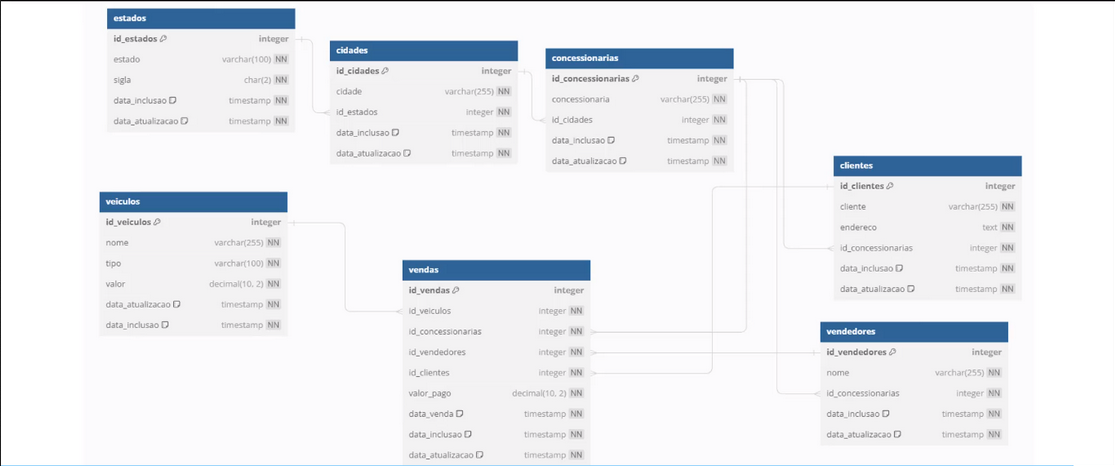 estados
id_estados integer
estado varchar(100) NN
sigla char(2) NN
data_inclusao timestamp NN
data_atualizacao timestamp NN
cidades
id_cidades integer
cidade varchar(255) NN
id_estados integer NN
data_inclusao timestamp NN
data_atualizacao timestamp NN
concessionarias
id_concessionarias integer
concessionaria varchar(255) NN
id_cidades integer NN
data_inclusao timestamp NN
data_atualizacao timestamp NN
clientes
id_clientes integer
cliente varchar(255) NN
endereco text NN
id_concessionarias integer NN
data_inclusao timestamp NN
data_atualizacao timestamp NN
veiculos
id_veiculos integer
nome varchar(255) NN
tipo varchar(100) NN
valor decimal(10, 2) NN
data_atualizacao timestamp NN
data_inclusao timestamp NN
vendas
id_vendas integer
id_veiculos integer NN
id_concessionarias integer NN
id_vendedores integer NN
id_clientes integer NN
valor_pago decimal(10, 2) NN
data_venda timestamp NN
data_inclusao timestamp NN
data_atualizacao timestamp NN
vendedores
id_vendedores integer
nome varchar(255) NN
id_concessionarias integer NN
data_inclusao timestamp NN
data_atualizacao timestamp NN